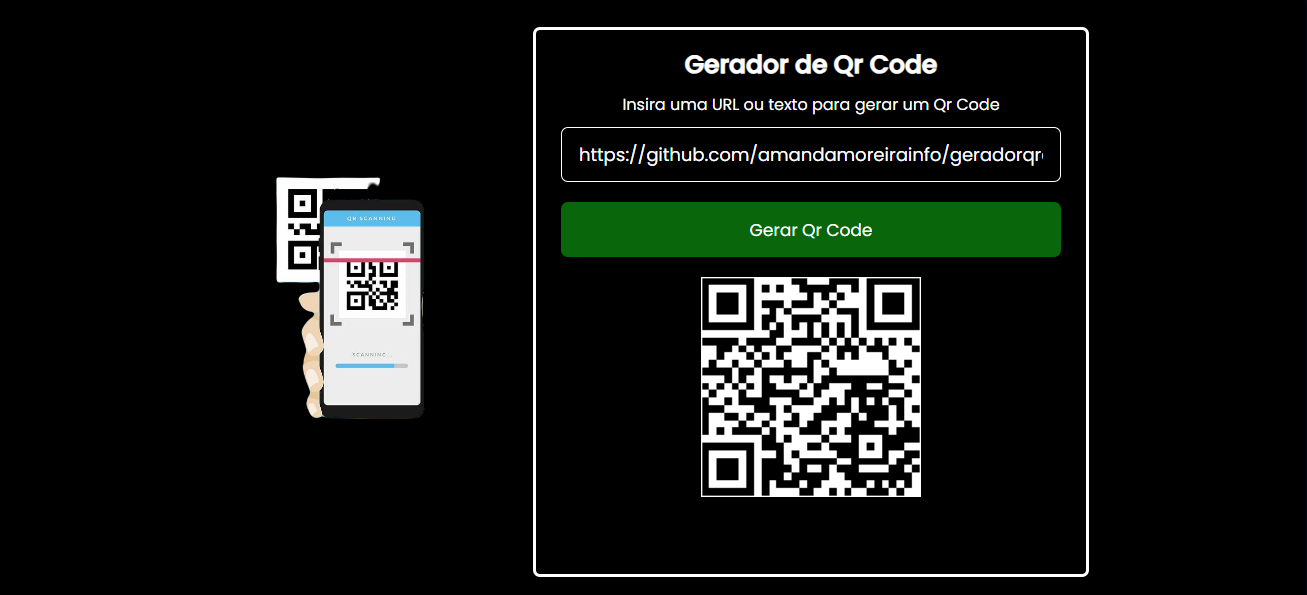 Gerador de Qr Code
Insira uma URL ou texto para gerar um Qr Code
https://github.com/amandamoreirainfo/geradorqr
Gerar Qr Code
QR SCANNING
SCANNING...